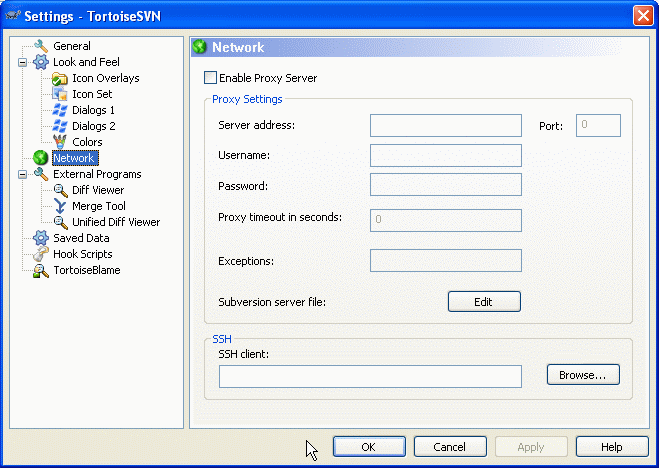 Settings - TortoiseSVN
General
Look and Feel
Icon Overlays
Icon Set
Dialogs 1
Dialogs 2
Colors
Network
External Programs
Diff Viewer
Merge Tool
Unified Diff Viewer
Saved Data
Hook Scripts
TortoiseBlame
Network
Enable Proxy Server
Proxy Settings
Server address: Port: 0
Username:
Password:
Proxy timeout in seconds: 0
Exceptions:
Subversion server file: Edit
SSH
SSH client:
Browse...
OK Cancel Apply Help